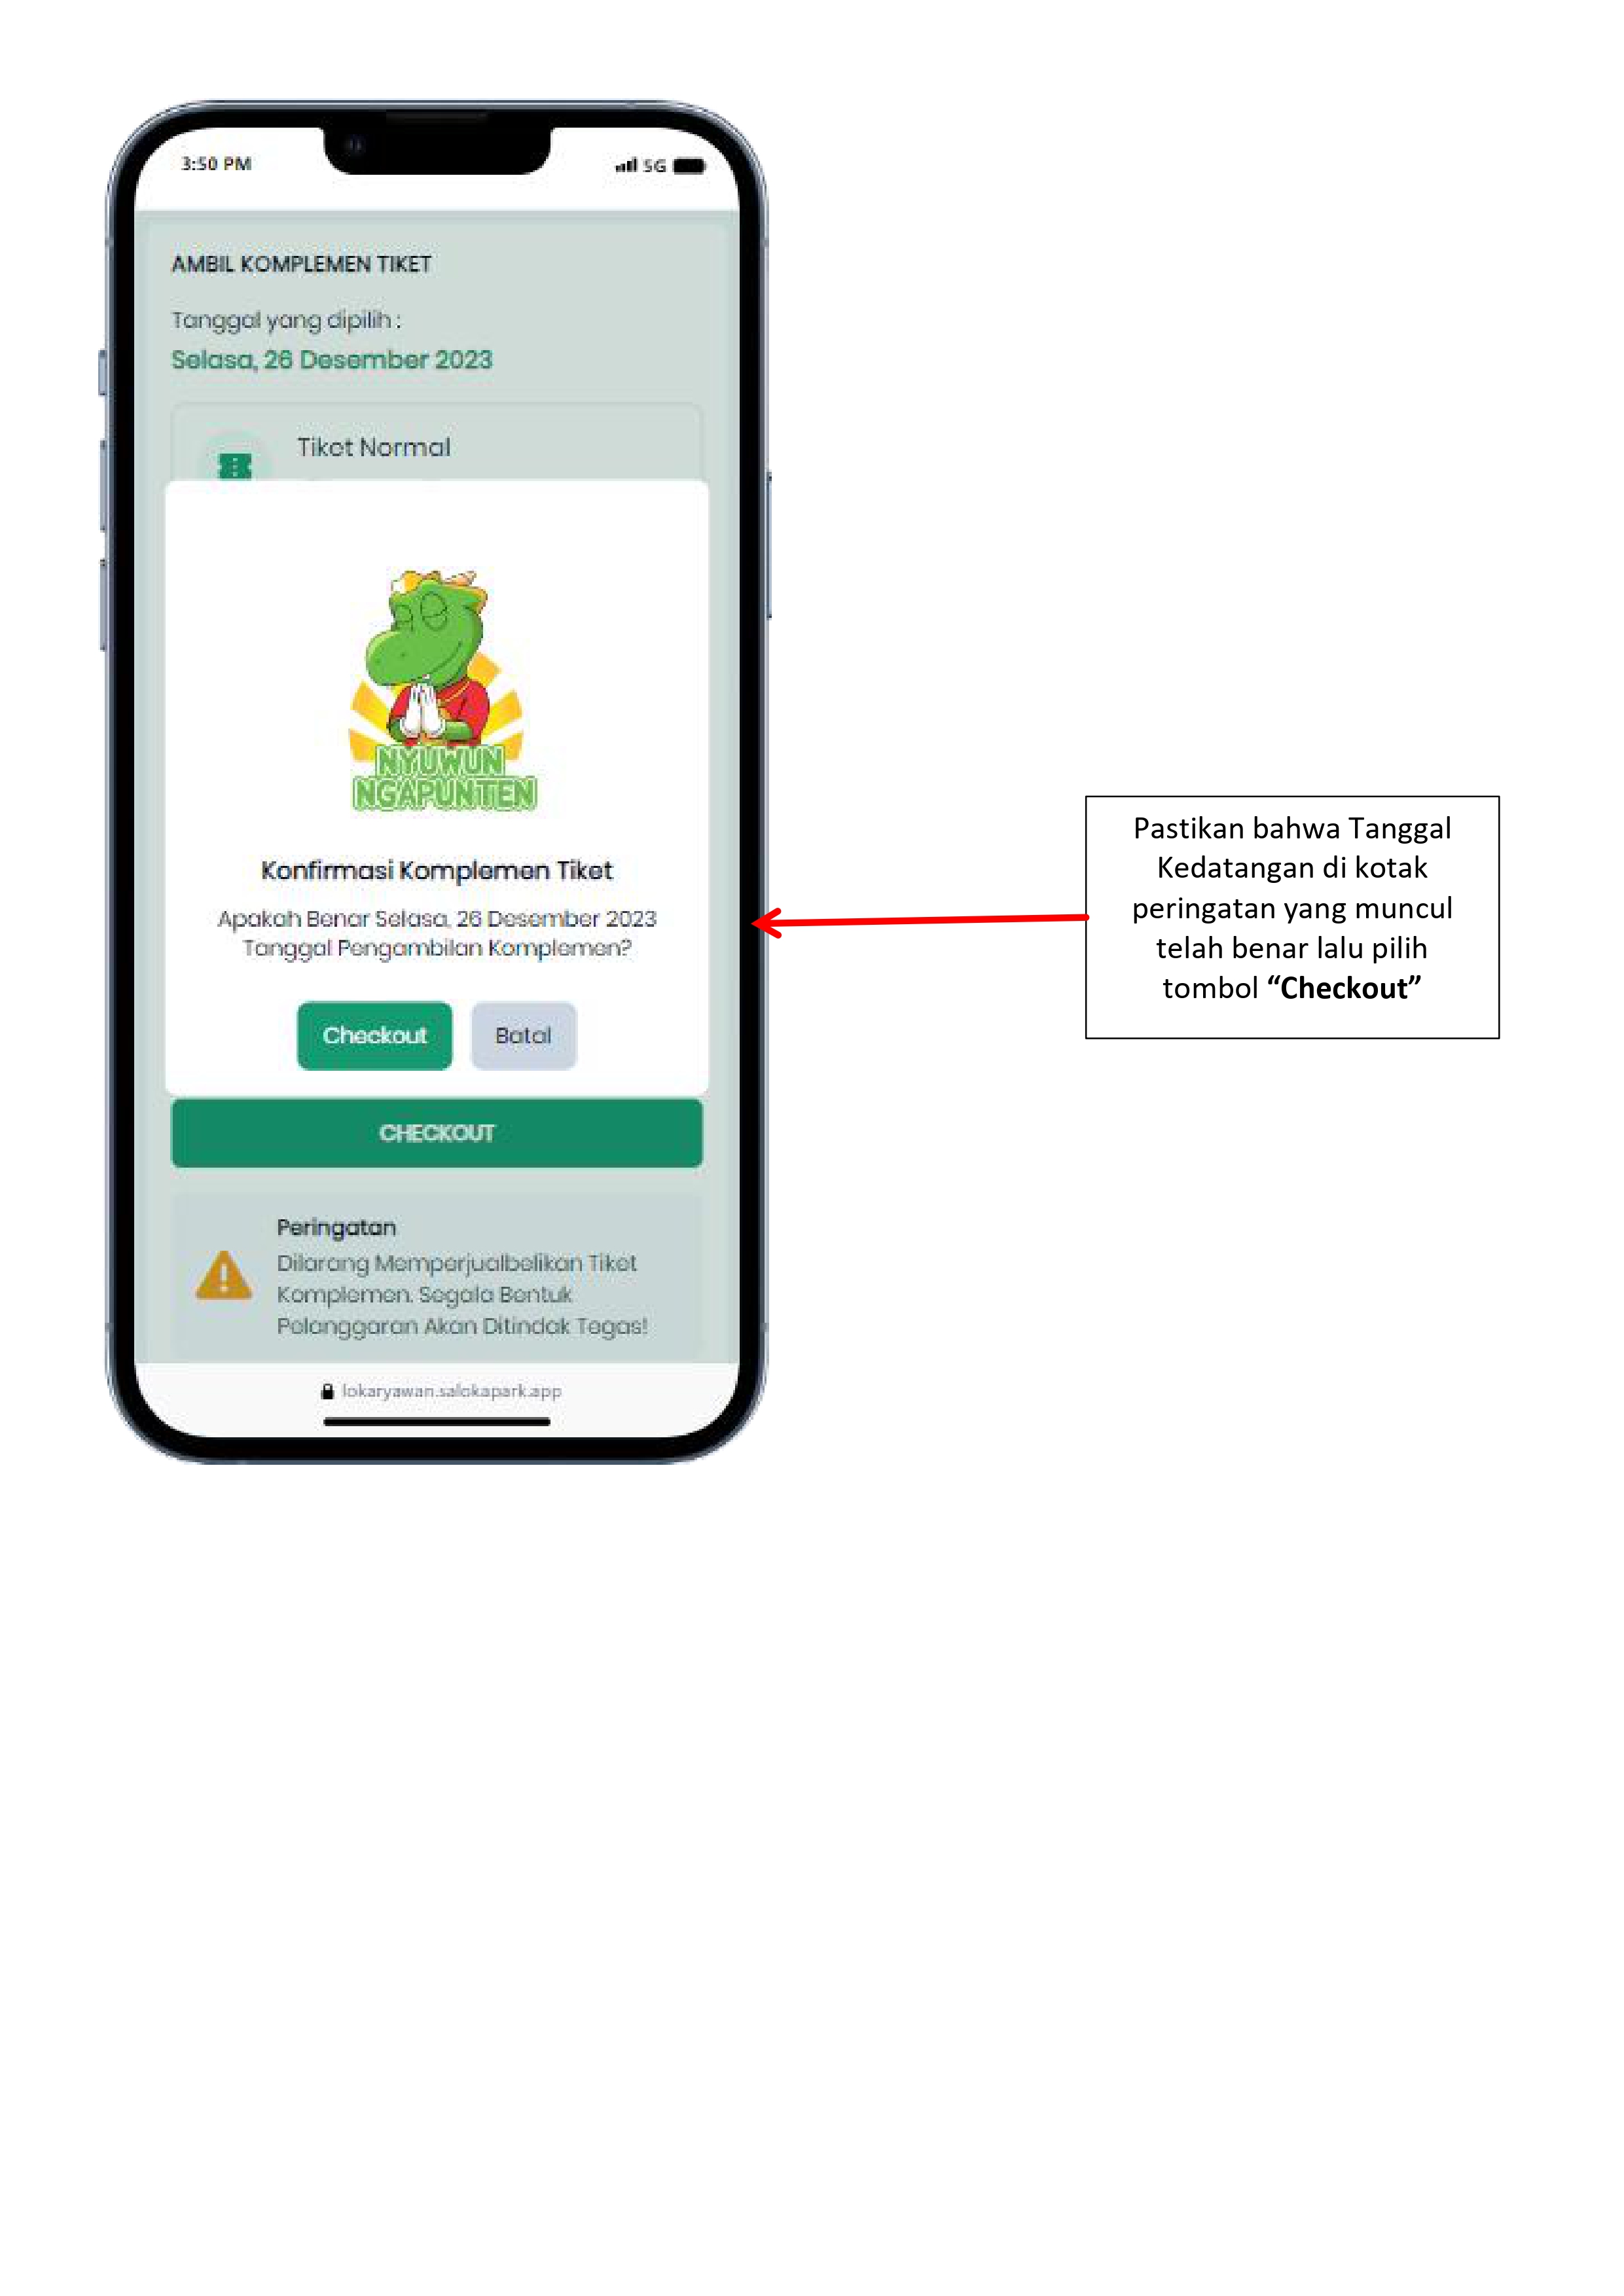 3:50 PM
5G
AMBIL KOMPLEMEN TIKET
Tanggal yang dipilih :
Selasa, 26 Desember 2023
Tiket Normal
NYUWUN
NGAPUNTEN
Konfirmasi Komplemen Tiket
Apakah Benar Selasa, 26 Desember 2023
Tanggal Pengambilan Komplemen?
Checkout
Batal
CHECKOUT
Peringatan
Dilarang Memperjualbelikan Tiket
Komplemen. Segala Bentuk
Pelanggaran Akan Ditindak Tegas!
lokaryawan.salokapark.app
Pastikan bahwa Tanggal
Kedatangan di kotak
peringatan yang muncul
telah benar lalu pilih
tombol “Checkout”